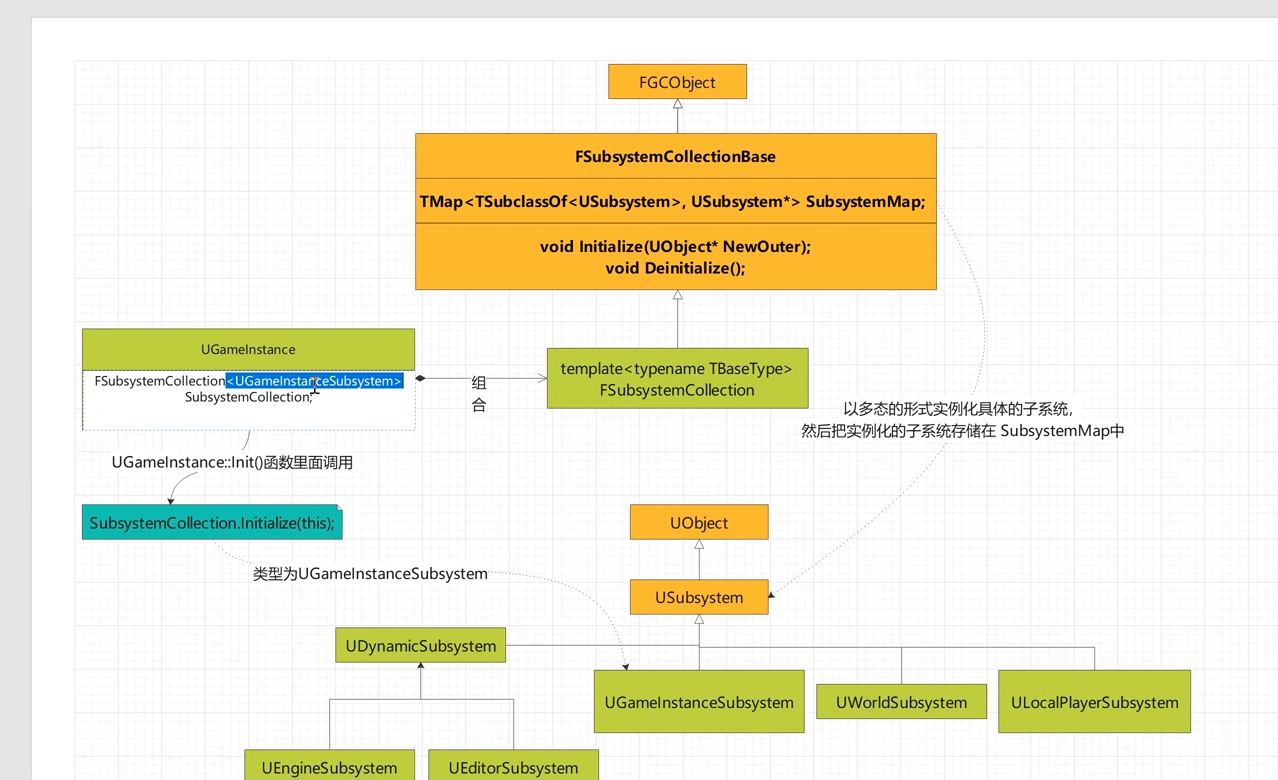 FGCObject
FSubsystemCollectionBase
TMap<TSubclassOf<USubsystem>, USubsystem*> SubsystemMap;
void Initialize(UObject* NewOuter);
void Deinitialize();
UGameInstance
FSubsystemCollection<UGameInstanceSubsystem>
SubsystemCollection;
组
合
template<typename TBaseType>
FSubsystemCollection
以多态的形式实例化具体的子系统,
然后把实例化的子系统存储在 SubsystemMap中
UGameInstance::Init()函数里面调用
SubsystemCollection.Initialize(this);
类型为UGameInstanceSubsystem
UObject
USubsystem
UDynamicSubsystem
UGameInstanceSubsystem
UWorldSubsystem
ULocalPlayerSubsystem
UEngineSubsystem
UEditorSubsystem